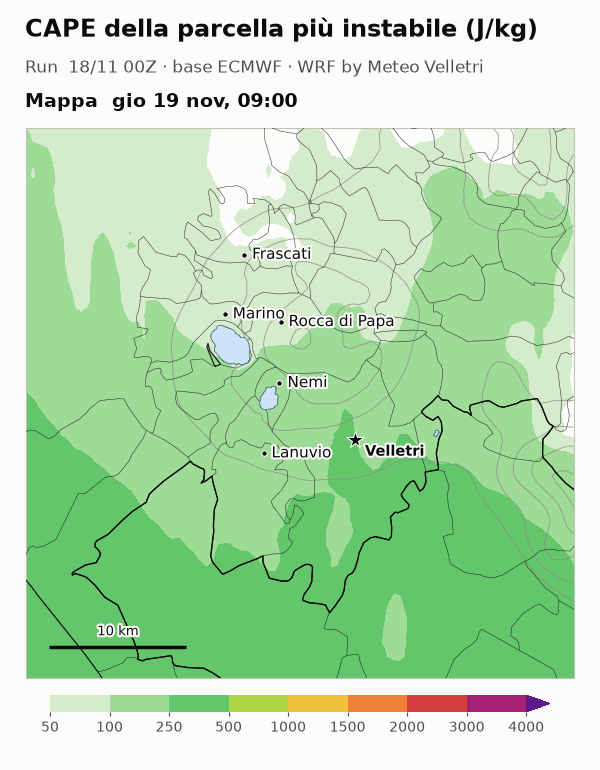 CAPE della parcella più instabile (J/kg)
Run  18/11 00Z · base ECMWF · WRF by Meteo Velletri
Mappa  gio 19 nov, 09:00
Frascati
Marino
Rocca di Papa
Nemi
Velletri
Lanuvio
10 km
50 100 250 500 1000 1500 2000 3000 4000